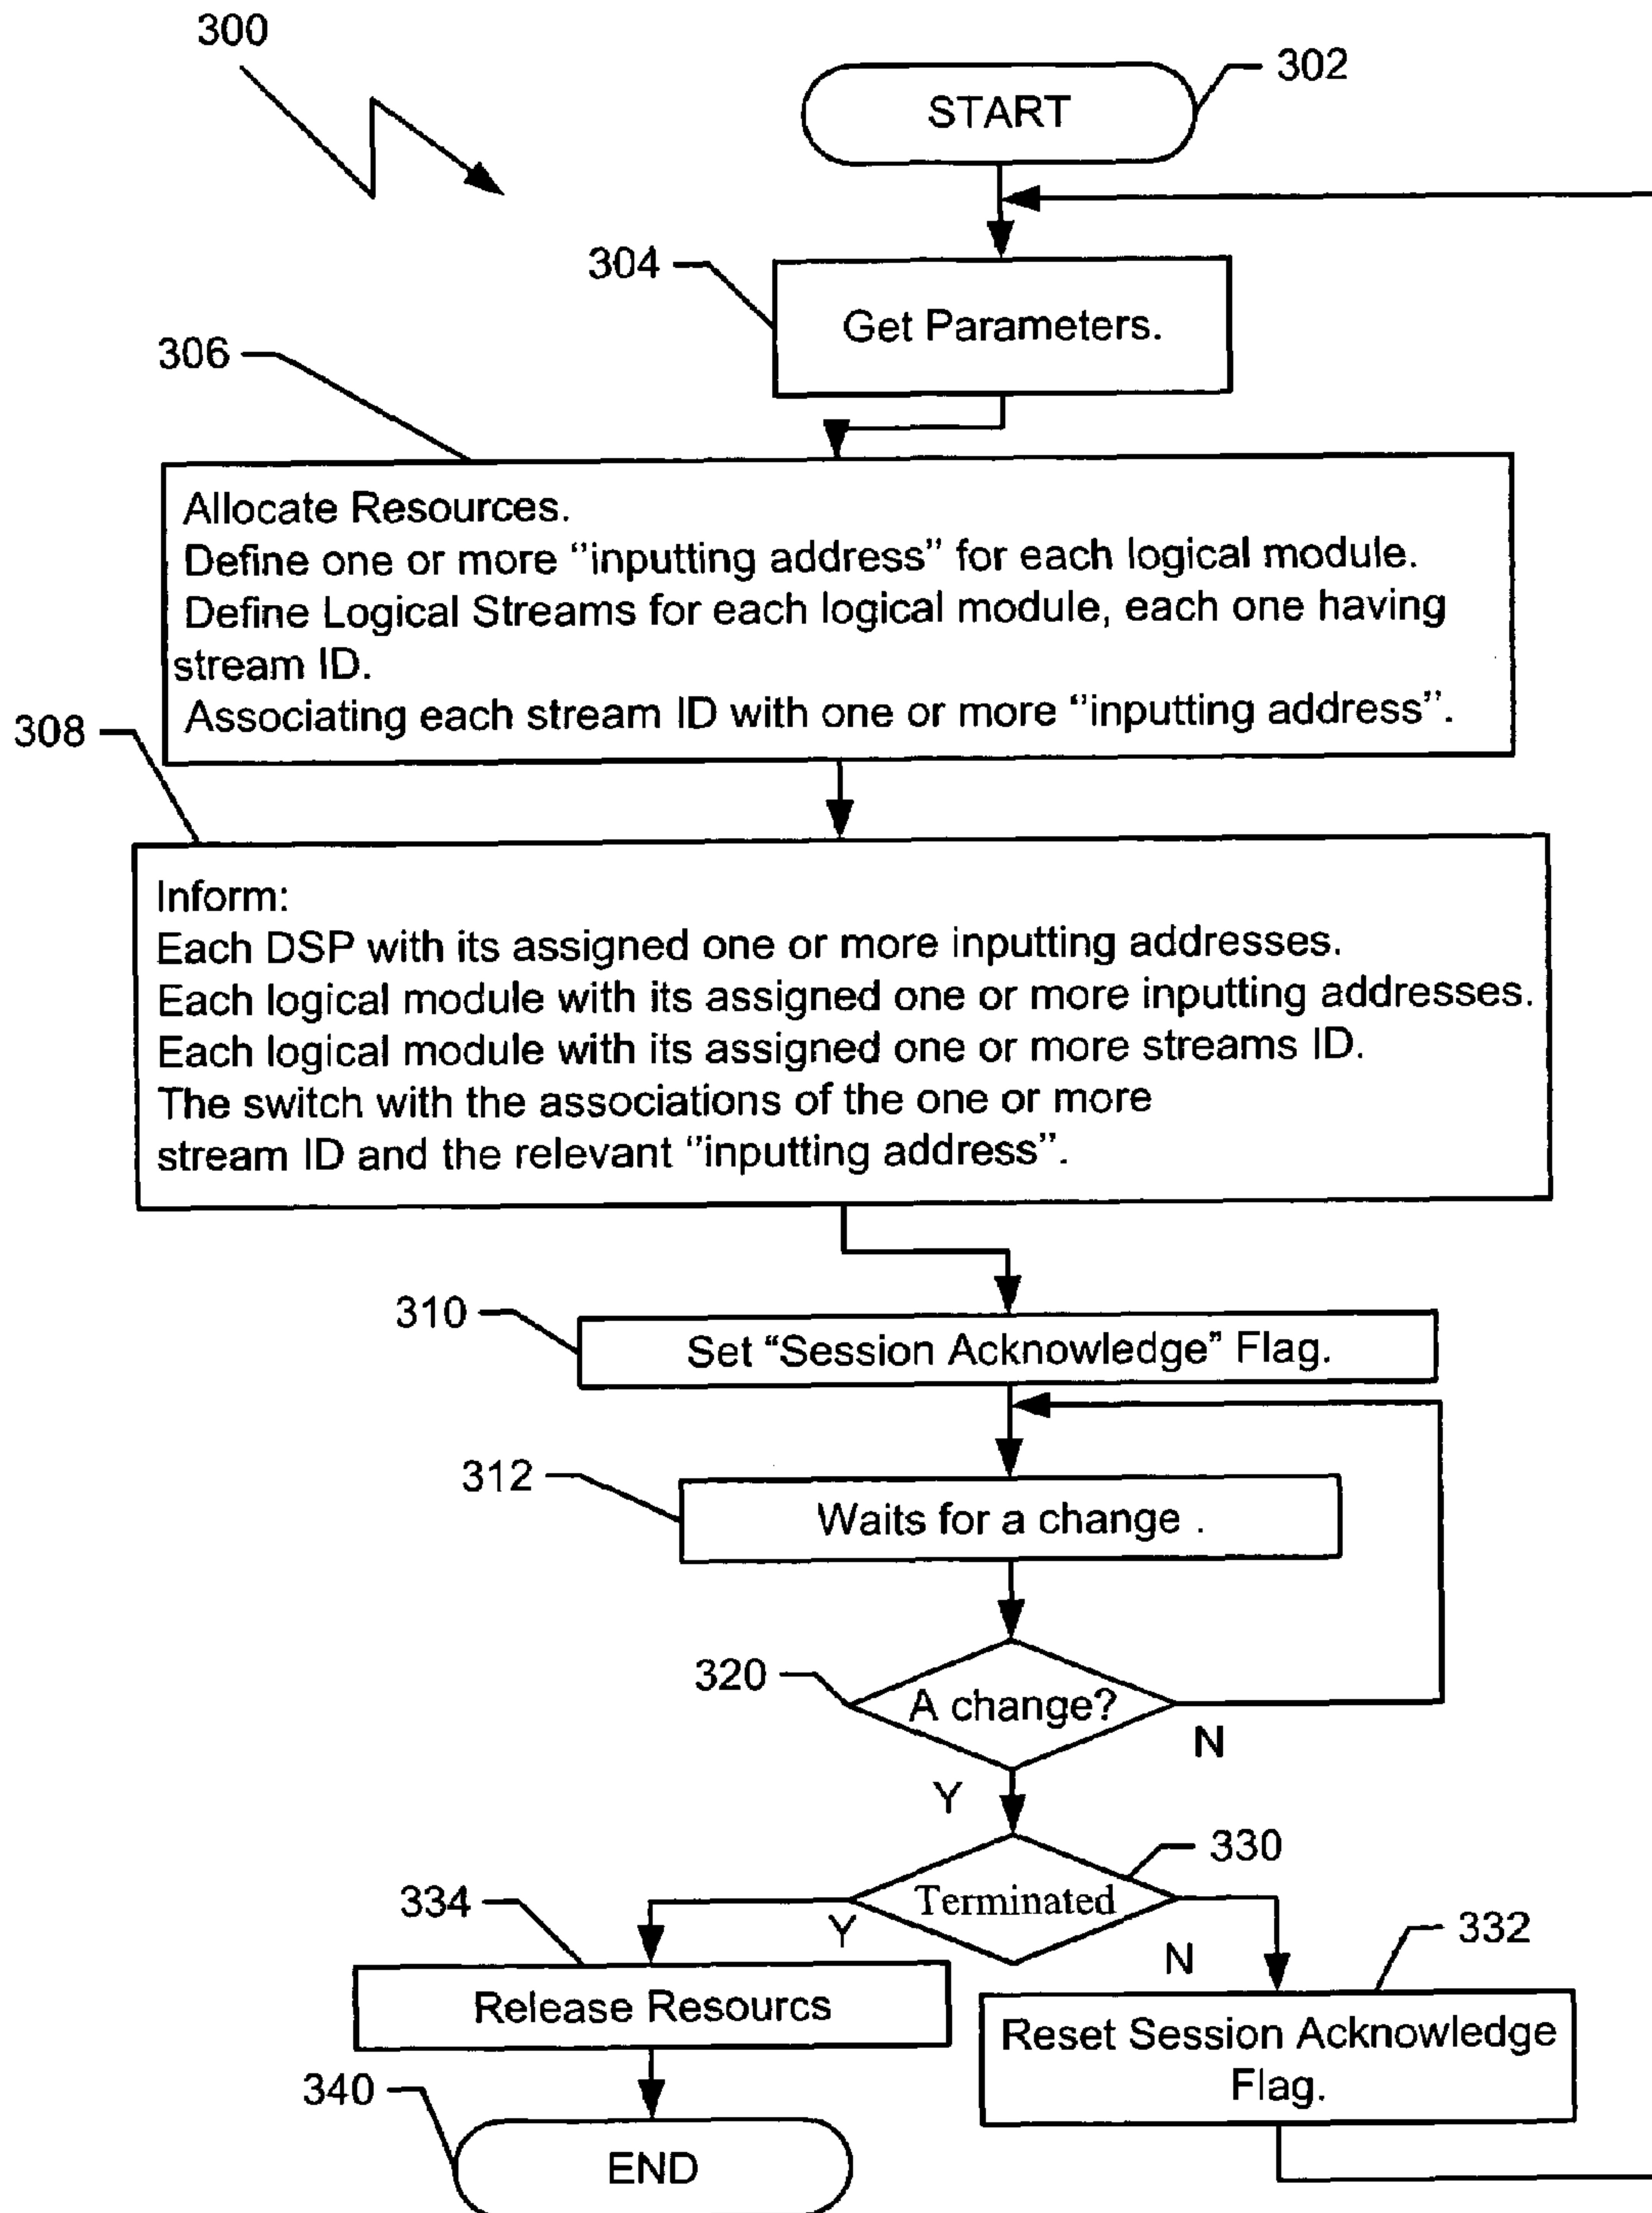 300
START
302
304
Get Parameters.
306
Allocate Resources.
Define one or more "inputting address" for each logical module.
Define Logical Streams for each logical module, each one having
stream ID.
Associating each stream ID with one or more "inputting address".
308
Inform:
Each DSP with its assigned one or more inputting addresses.
Each logical module with its assigned one or more inputting addresses.
Each logical module with its assigned one or more streams ID.
The switch with the associations of the one or more
stream ID and the relevant "inputting address".
310
Set "Session Acknowledge" Flag.
312
Waits for a change .
320
A change?
N
Y
330
Terminated
334
Y
N
332
Release Resourcs
Reset Session Acknowledge
Flag.
340
END